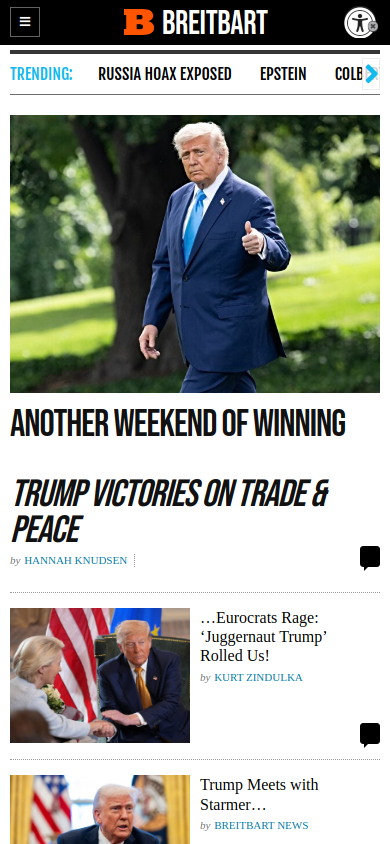 BREITBART
TRENDING:
RUSSIA HOAX EXPOSED
EPSTEIN
COLB
ANOTHER WEEKEND OF WINNING
TRUMP VICTORIES ON TRADE &
PEACE
by HANNAH KNUDSEN
…Eurocrats Rage:
‘Juggernaut Trump’
Rolled Us!
by KURT ZINDULKA
Trump Meets with
Starmer…
by BREITBART NEWS